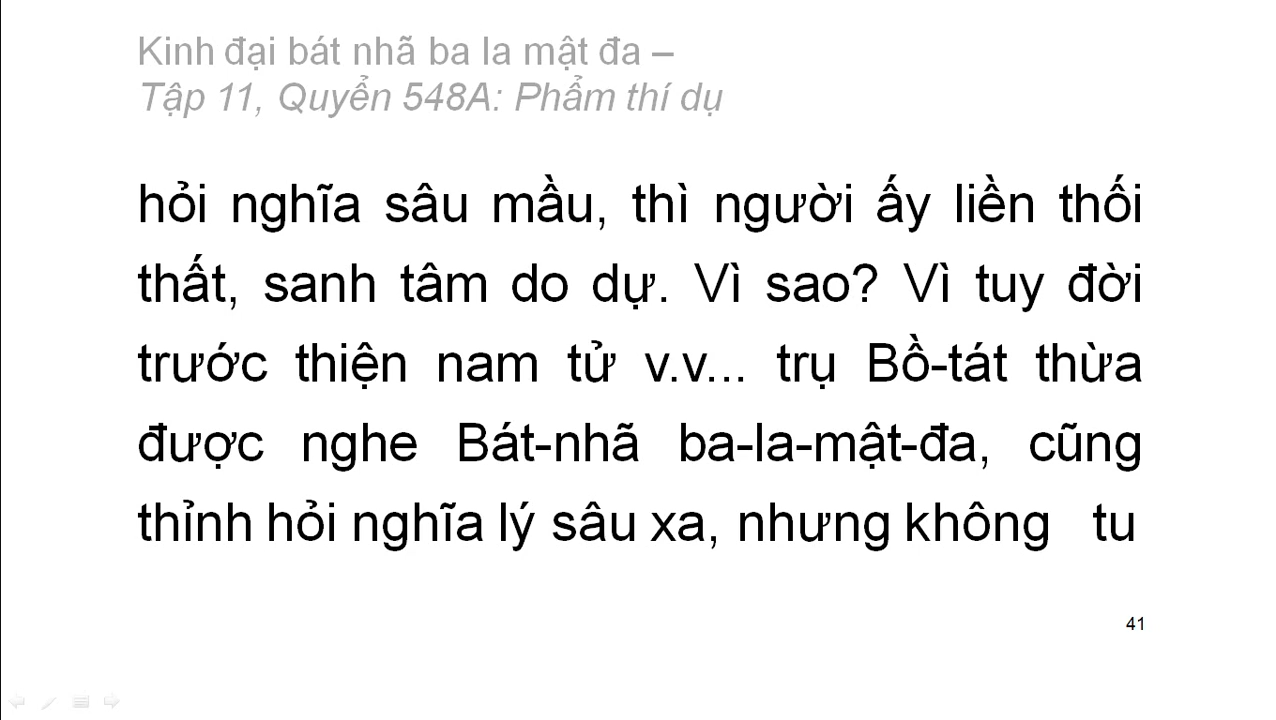 Kinh đại bát nhã ba la mật đa –
Tập 11, Quyển 548A: Phẩm thí dụ
hỏi nghĩa sâu mầu, thì người ấy liền thối
thất, sanh tâm do dự. Vì sao? Vì tuy đời
trước thiện nam tử v.v... trụ Bồ-tát thừa
được nghe Bát-nhã ba-la-mật-đa, cũng
thỉnh hỏi nghĩa lý sâu xa, nhưng không tu
41